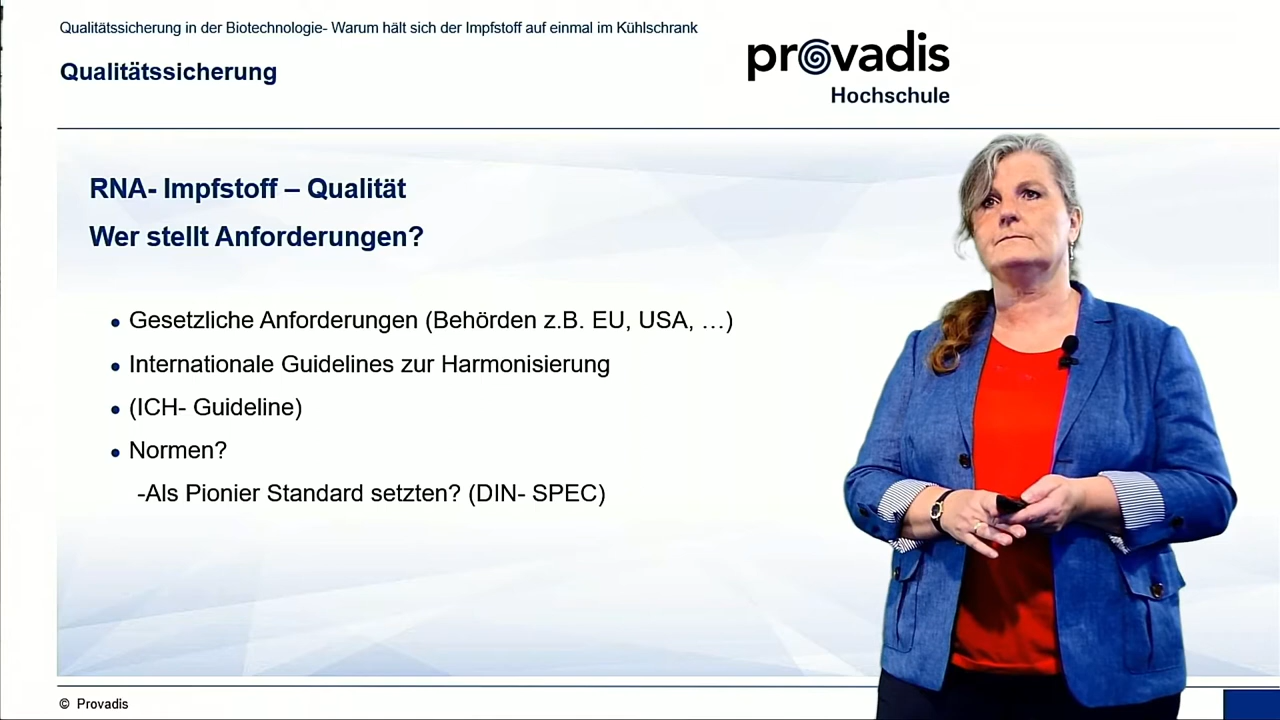 Qualitätssicherung in der Biotechnologie- Warum hält sich der Impfstoff auf einmal im Kühlschrank
Qualitätssicherung
provadis
Hochschule
RNA- Impfstoff – Qualität
Wer stellt Anforderungen?
• Gesetzliche Anforderungen (Behörden z.B. EU, USA, …)
• Internationale Guidelines zur Harmonisierung
• (ICH- Guideline)
• Normen?
-Als Pionier Standard setzten? (DIN- SPEC)
© Provadis